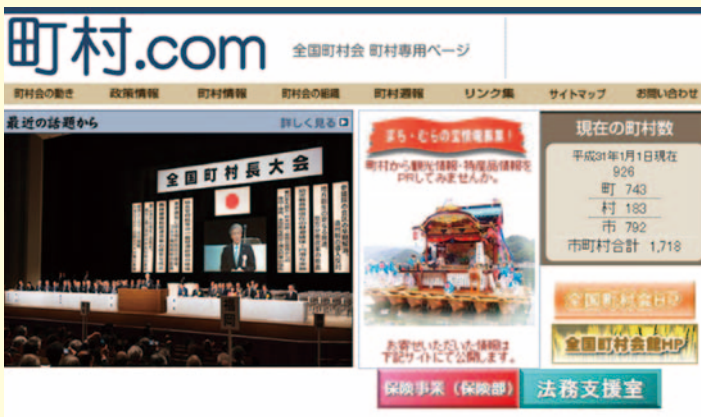 町村.com
全国町村会 町村専用ページ
町村会の動き 政策情報 町村情報 町村会の組織 町村週報 リンク集 サイトマップ お問い合わせ
最近の話題から
詳しく見る
全国町村長大会
まち・むらの宝情庵事業！
町村から観光情報・特産品情報を
PRしてみませんか。
お寄せいただいた情報は
下記サイトにて公開します。
現在の町村数
平成31年1月1日現在
926
町 743
村 183
市 792
市町村合計 1,718
全国町村会HP
全国町村会館HP
保険事業（保険部）
法務支援室